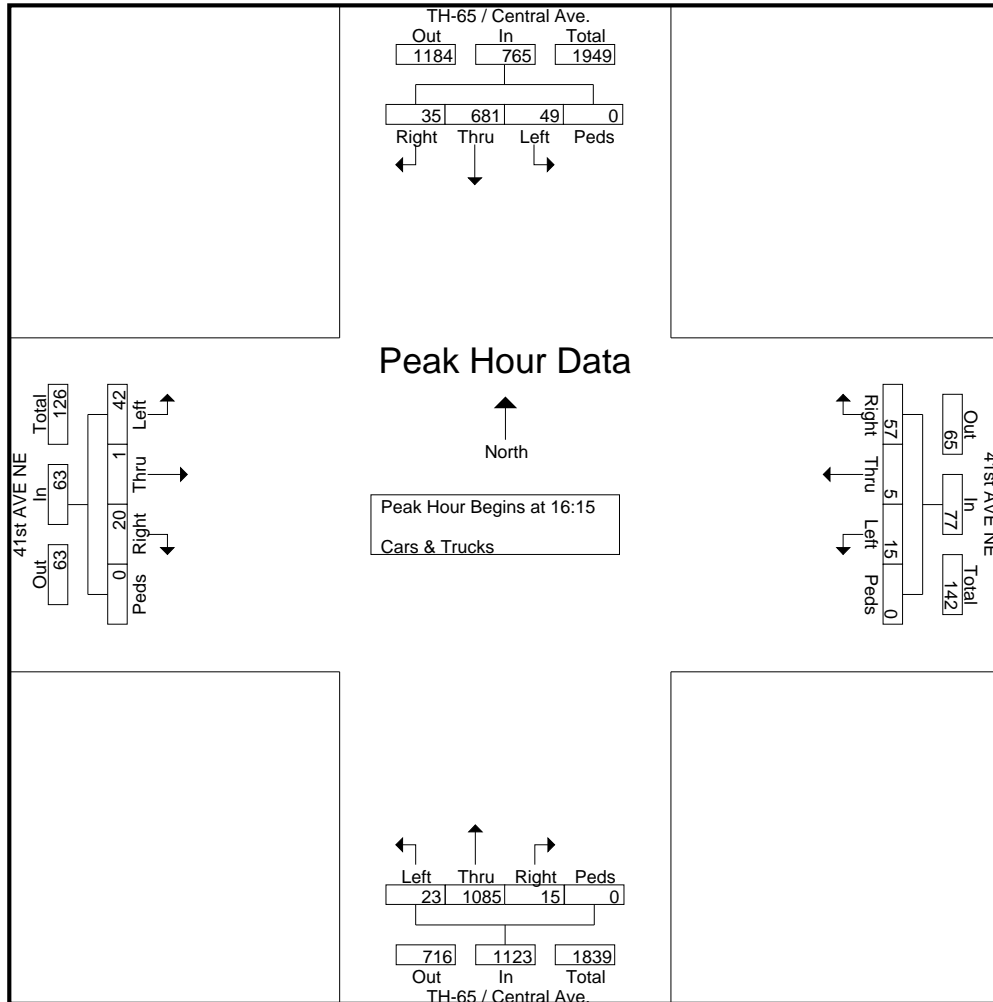 TH-65 / Central Ave.
Out In Total
1184 765 1949
35 681 49 0
Right Thru Left Peds
Peak Hour Data
North
Peak Hour Begins at 16:15
Cars & Trucks
41st AVE NE
Total In Out
126 63 63
42 1 20 0
Left Thru Right Peds
41st AVE NE
Out In Total
65 77 142
57 5 15 0
Right Thru Left Peds
Left Thru Right Peds
23 1085 15 0
716 1123 1839
Out In Total
TH-65 / Central Ave.